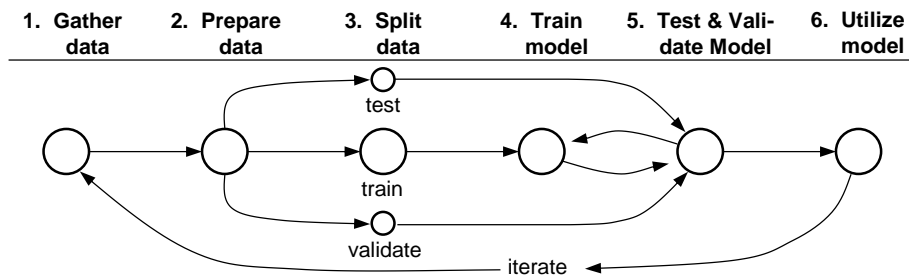 1. Gather data
2. Prepare data
3. Split data
4. Train model
5. Test & Vali-
date Model
6. Utilize model
test
train
validate
iterate